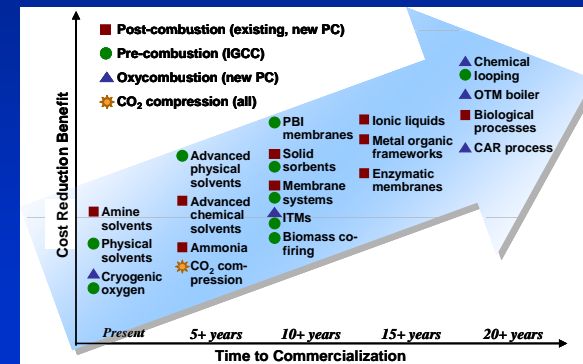 Post-combustion (existing, new PC)
Pre-combustion (IGCC)
Oxycombustion (new PC)
CO2 compression (all)
Cost Reduction Benefit
Amine
solvents
Physical
solvents
Cryogenic
oxygen
Advanced
physical
solvents
Advanced
chemical
solvents
Ammonia
CO2 com-
pression
PBI
membranes
Solid
sorbents
Membrane
systems
ITMs
Biomass co-
firing
Ionic liquids
Metal organic
frameworks
Enzymatic
membranes
Chemical
looping
OTM boiler
Biological
processes
CAR process
Present
5+ years
10+ years
15+ years
20+ years
Time to Commercialization